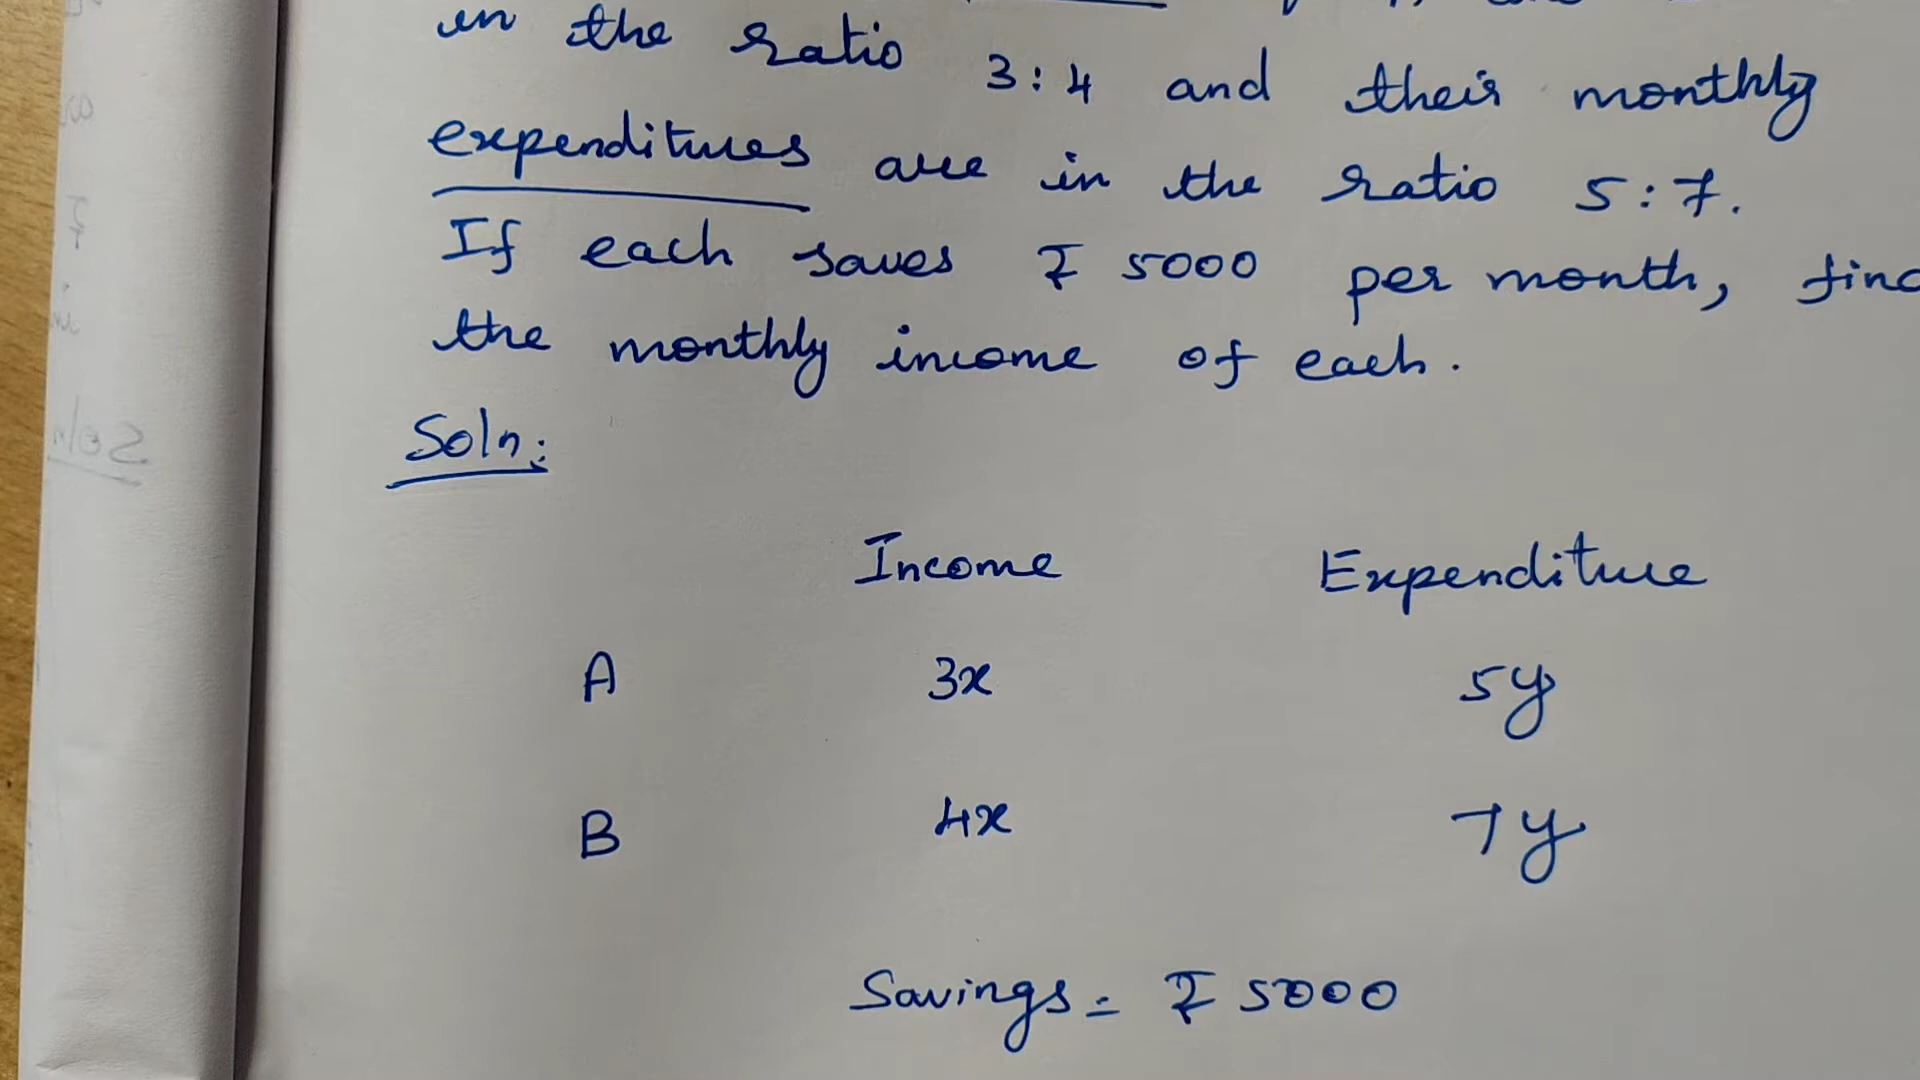 in the ratio 3:4 and their monthly
expenditures are in the ratio 5:7.
If each saves ₹ 5000 per month, find
the monthly income of each.
Soln:
Income Expenditure
A 3x 5y
B 4x 7y
Savings = ₹ 5000